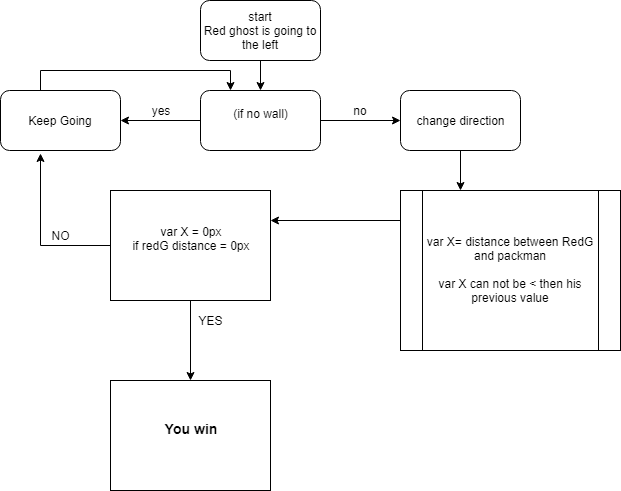 start
Red ghost is going to
the left
Keep Going
yes
(if no wall)
no
change direction
var X = 0px
if redG distance = 0px
NO
var X= distance between RedG
and packman
var X can not be < then his
previous value
YES
You win